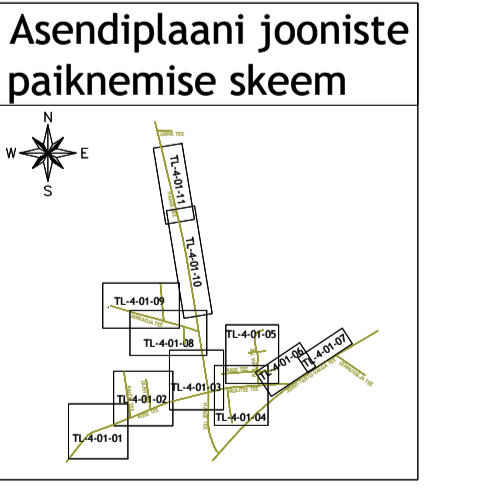 Asendiplaani jooniste
paiknemise skeem
N
W E
S
TL-4-01-11
TL-4-01-10
TL-4-01-09
TL-4-01-08
TL-4-01-05
TL-4-01-06
TL-4-01-07
TL-4-01-03
TL-4-01-02
TL-4-01-04
TL-4-01-01